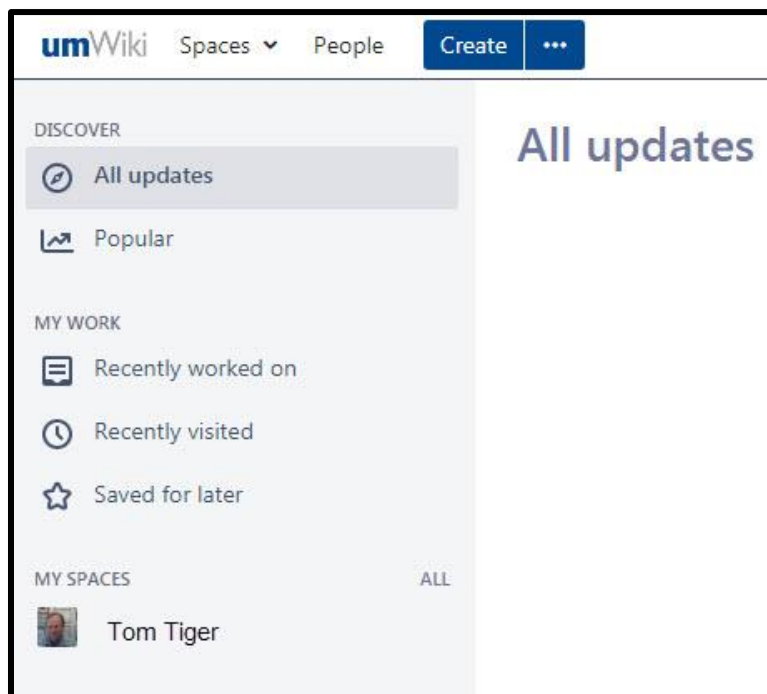 umWiki Spaces People Create •••
DISCOVER
All updates
Popular
MY WORK
Recently worked on
Recently visited
Saved for later
MY SPACES ALL
Tom Tiger
All updates